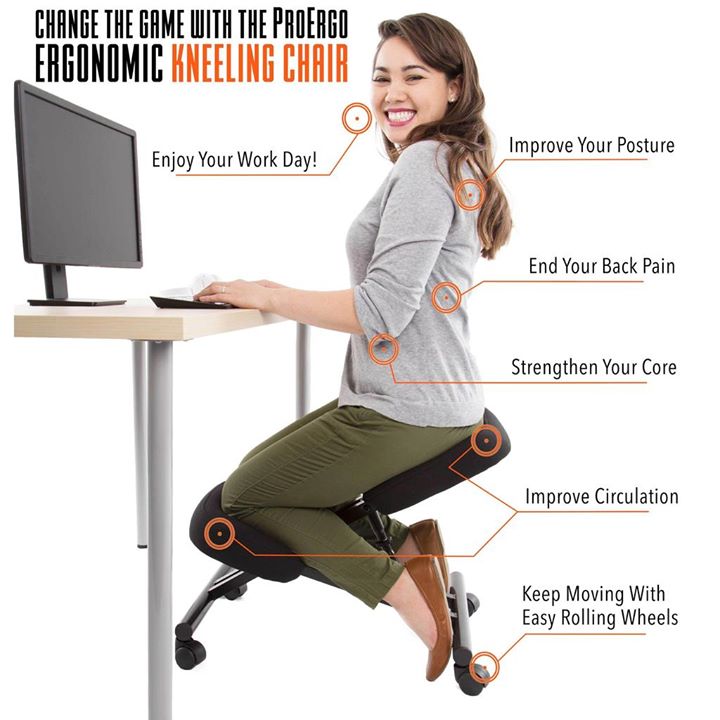 CHANGE THE GAME WITH THE PROERGO
ERGONOMIC KNEELING CHAIR
Enjoy Your Work Day!
Improve Your Posture
End Your Back Pain
Strengthen Your Core
Improve Circulation
Keep Moving With
Easy Rolling Wheels